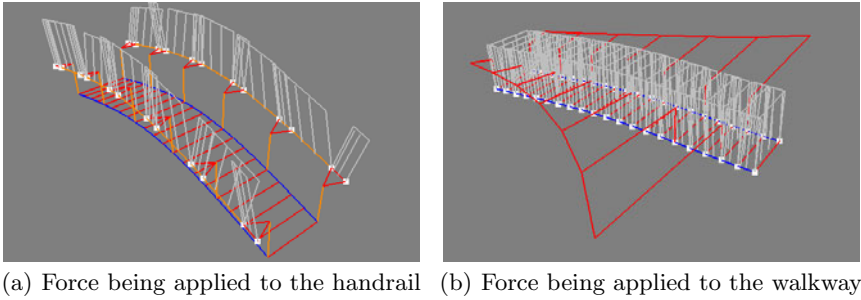 (a) Force being applied to the handrail
(b) Force being applied to the walkway